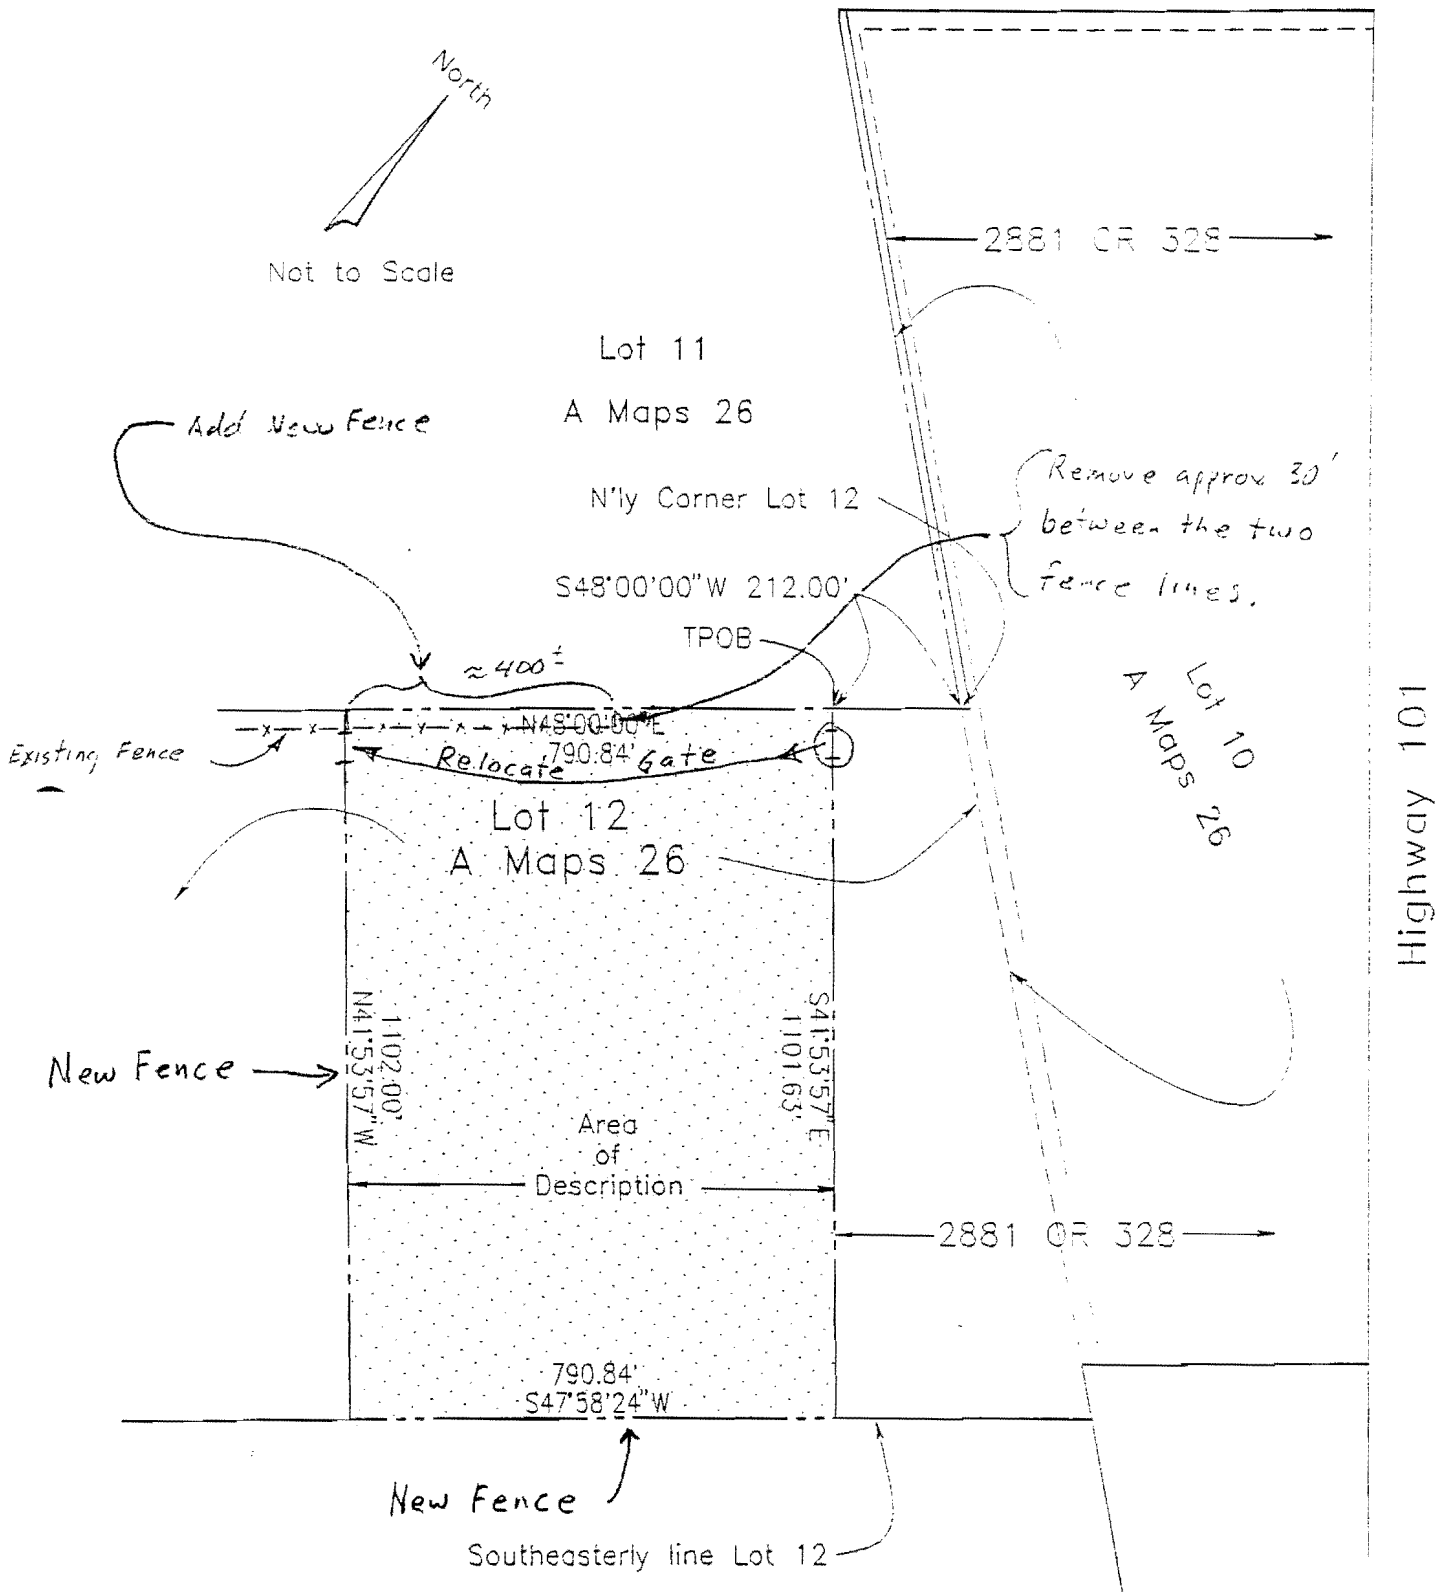 North
Not to Scale
2881 OR 328
Lot 11
A Maps 26
Add New Fence
N'ly Corner Lot 12
Remove approx 30'
between the two
fence lines.
S48°00'00"W 212.00'
TPOB
≈400'±
Lot 10
A Maps 26
Highway 101
N48°00'00"E
790.84'
Existing Fence
Relocate Gate
Lot 12
A Maps 26
New Fence
1102.00'
N41°53'57"W
S41°53'57"E
1101.63'
Area
of
Description
2881 OR 328
790.84'
S47°58'24"W
New Fence
Southeasterly line Lot 12